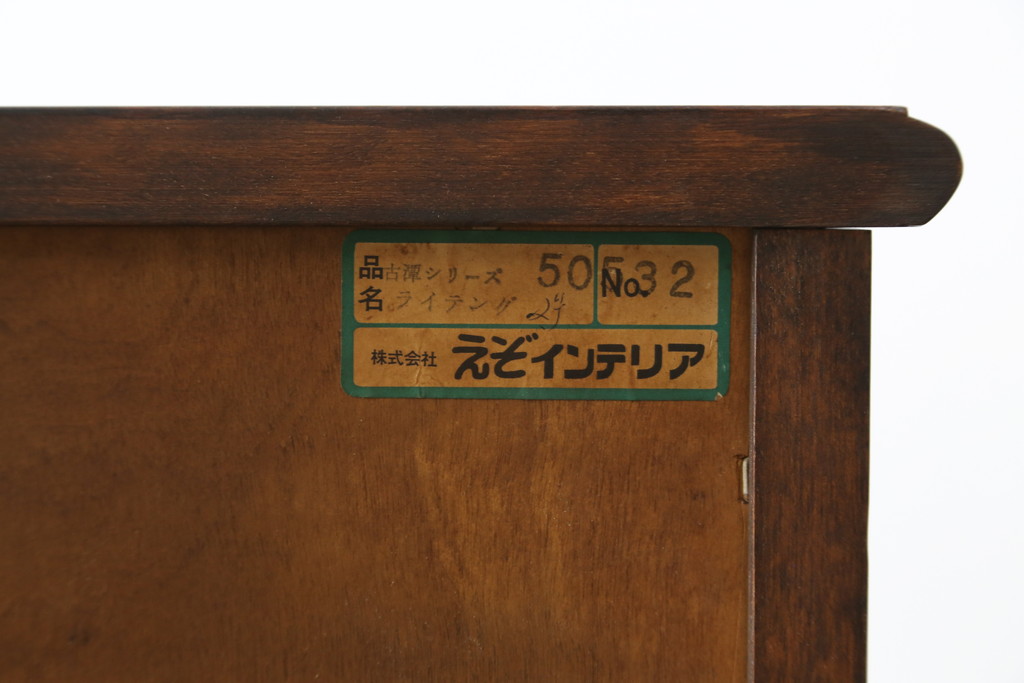 品名 古潭シリーズ ライテング
No. 50532
株式会社 えぞインテリア